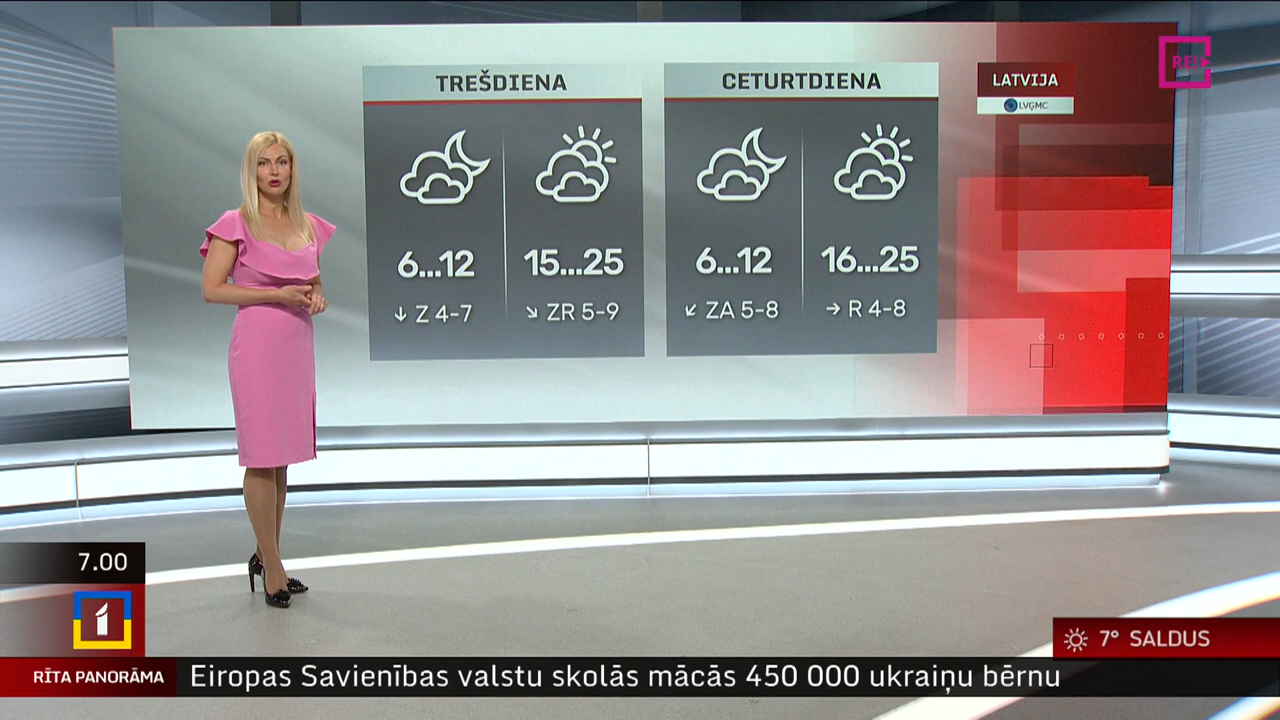 TREŠDIENA
6...12
15...25
↓ Z 4-7
↘ ZR 5-9
CETURTDIENA
6...12
16...25
↙ ZA 5-8
→ R 4-8
LATVIJA
LVĢMC
RE!
7.00
1
7° SALDUS
RĪTA PANORĀMA
Eiropas Savienības valstu skolās mācās 450 000 ukraiņu bērnu